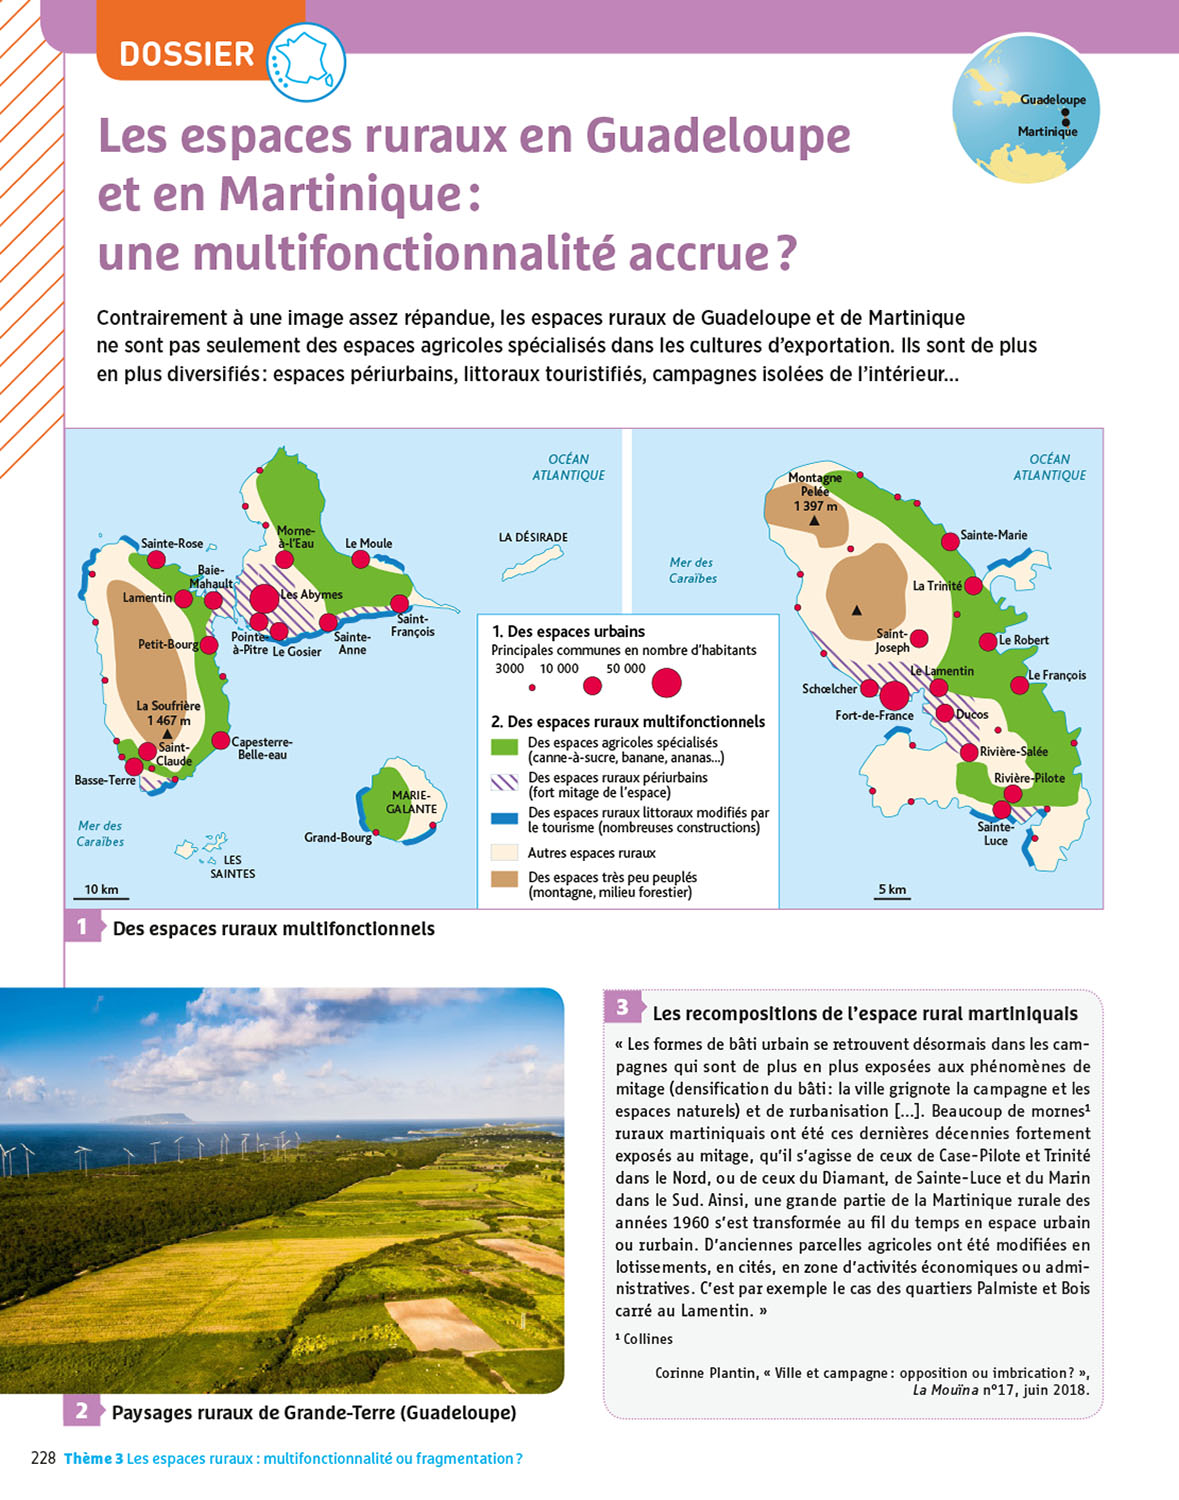 DOSSIER
Guadeloupe
Martinique
Les espaces ruraux en Guadeloupe
et en Martinique :
une multifonctionnalité accrue ?
Contrairement à une image assez répandue, les espaces ruraux de Guadeloupe et de Martinique
ne sont pas seulement des espaces agricoles spécialisés dans les cultures d'exportation. Ils sont de plus
en plus diversifiés : espaces périurbains, littoraux touristifiés, campagnes isolées de l'intérieur...
OCÉAN
ATLANTIQUE
LA DÉSIRADE
Morne-
à-l'Eau
Le Moule
Sainte-Rose
Baie-
Mahault
Lamentin
Les Abymes
Saint-
François
Petit-Bourg
Pointe-
à-Pitre
Le Gosier
Sainte-
Anne
La Soufrière
1 467 m
Saint-
Claude
Capesterre-
Belle-eau
Basse-Terre
MARIE-
GALANTE
Grand-Bourg
Mer des
Caraïbes
LES
SAINTES
10 km
OCÉAN
ATLANTIQUE
Montagne
Pelée
1 397 m
Mer des
Caraïbes
Sainte-Marie
La Trinité
Saint-
Joseph
Le Robert
Le Lamentin
Le François
Schœlcher
Fort-de-France
Ducos
Rivière-Salée
Rivière-Pilote
Sainte-
Luce
5 km
1. Des espaces urbains
Principales communes en nombre d'habitants
3000 10 000 50 000
2. Des espaces ruraux multifonctionnels
Des espaces agricoles spécialisés
(canne-à-sucre, banane, ananas...)
Des espaces ruraux périurbains
(fort mitage de l'espace)
Des espaces ruraux littoraux modifiés par
le tourisme (nombreuses constructions)
Autres espaces ruraux
Des espaces très peu peuplés
(montagne, milieu forestier)
1 Des espaces ruraux multifonctionnels
2 Paysages ruraux de Grande-Terre (Guadeloupe)
3 Les recompositions de l'espace rural martiniquais
« Les formes de bâti urbain se retrouvent désormais dans les cam-
pagnes qui sont de plus en plus exposées aux phénomènes de
mitage (densification du bâti : la ville grignote la campagne et les
espaces naturels) et de rurbanisation [...]. Beaucoup de mornes¹
ruraux martiniquais ont été ces dernières décennies fortement
exposés au mitage, qu'il s'agisse de ceux de Case-Pilote et Trinité
dans le Nord, ou de ceux du Diamant, de Sainte-Luce et du Marin
dans le Sud. Ainsi, une grande partie de la Martinique rurale des
années 1960 s'est transformée au fil du temps en espace urbain
ou rurbain. D'anciennes parcelles agricoles ont été modifiées en
lotissements, en cités, en zone d'activités économiques ou admi-
nistratives. C'est par exemple le cas des quartiers Palmiste et Bois
carré au Lamentin. »
¹ Collines
Corinne Plantin, « Ville et campagne : opposition ou imbrication ? »,
La Mouïna n°17, juin 2018.
228 Thème 3 Les espaces ruraux : multifonctionnalité ou fragmentation ?